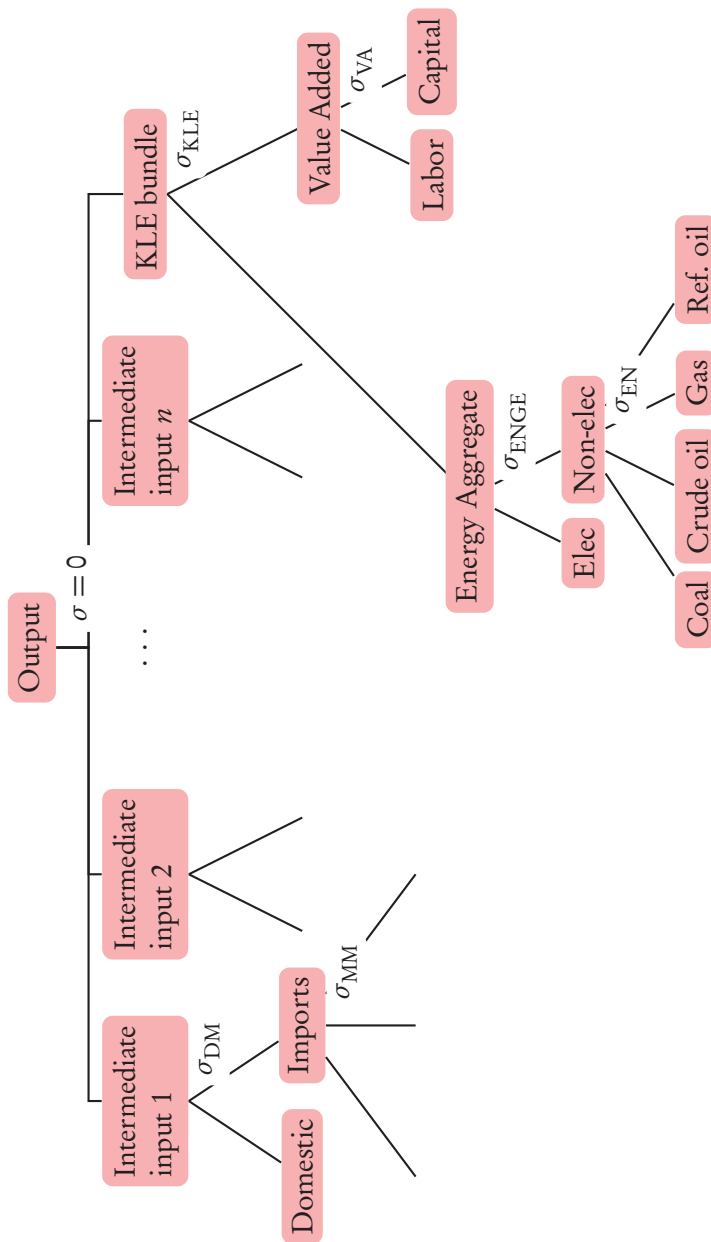 Output
σ = 0
Intermediate
input 1
Intermediate
input 2
. . .
Intermediate
input n
KLE bundle
σDM
σKLE
Domestic
Imports
Value Added
σMM
σVA
Labor
Capital
Energy Aggregate
σENGE
Elec
Non-elec
σEN
Coal
Crude oil
Gas
Ref. oil